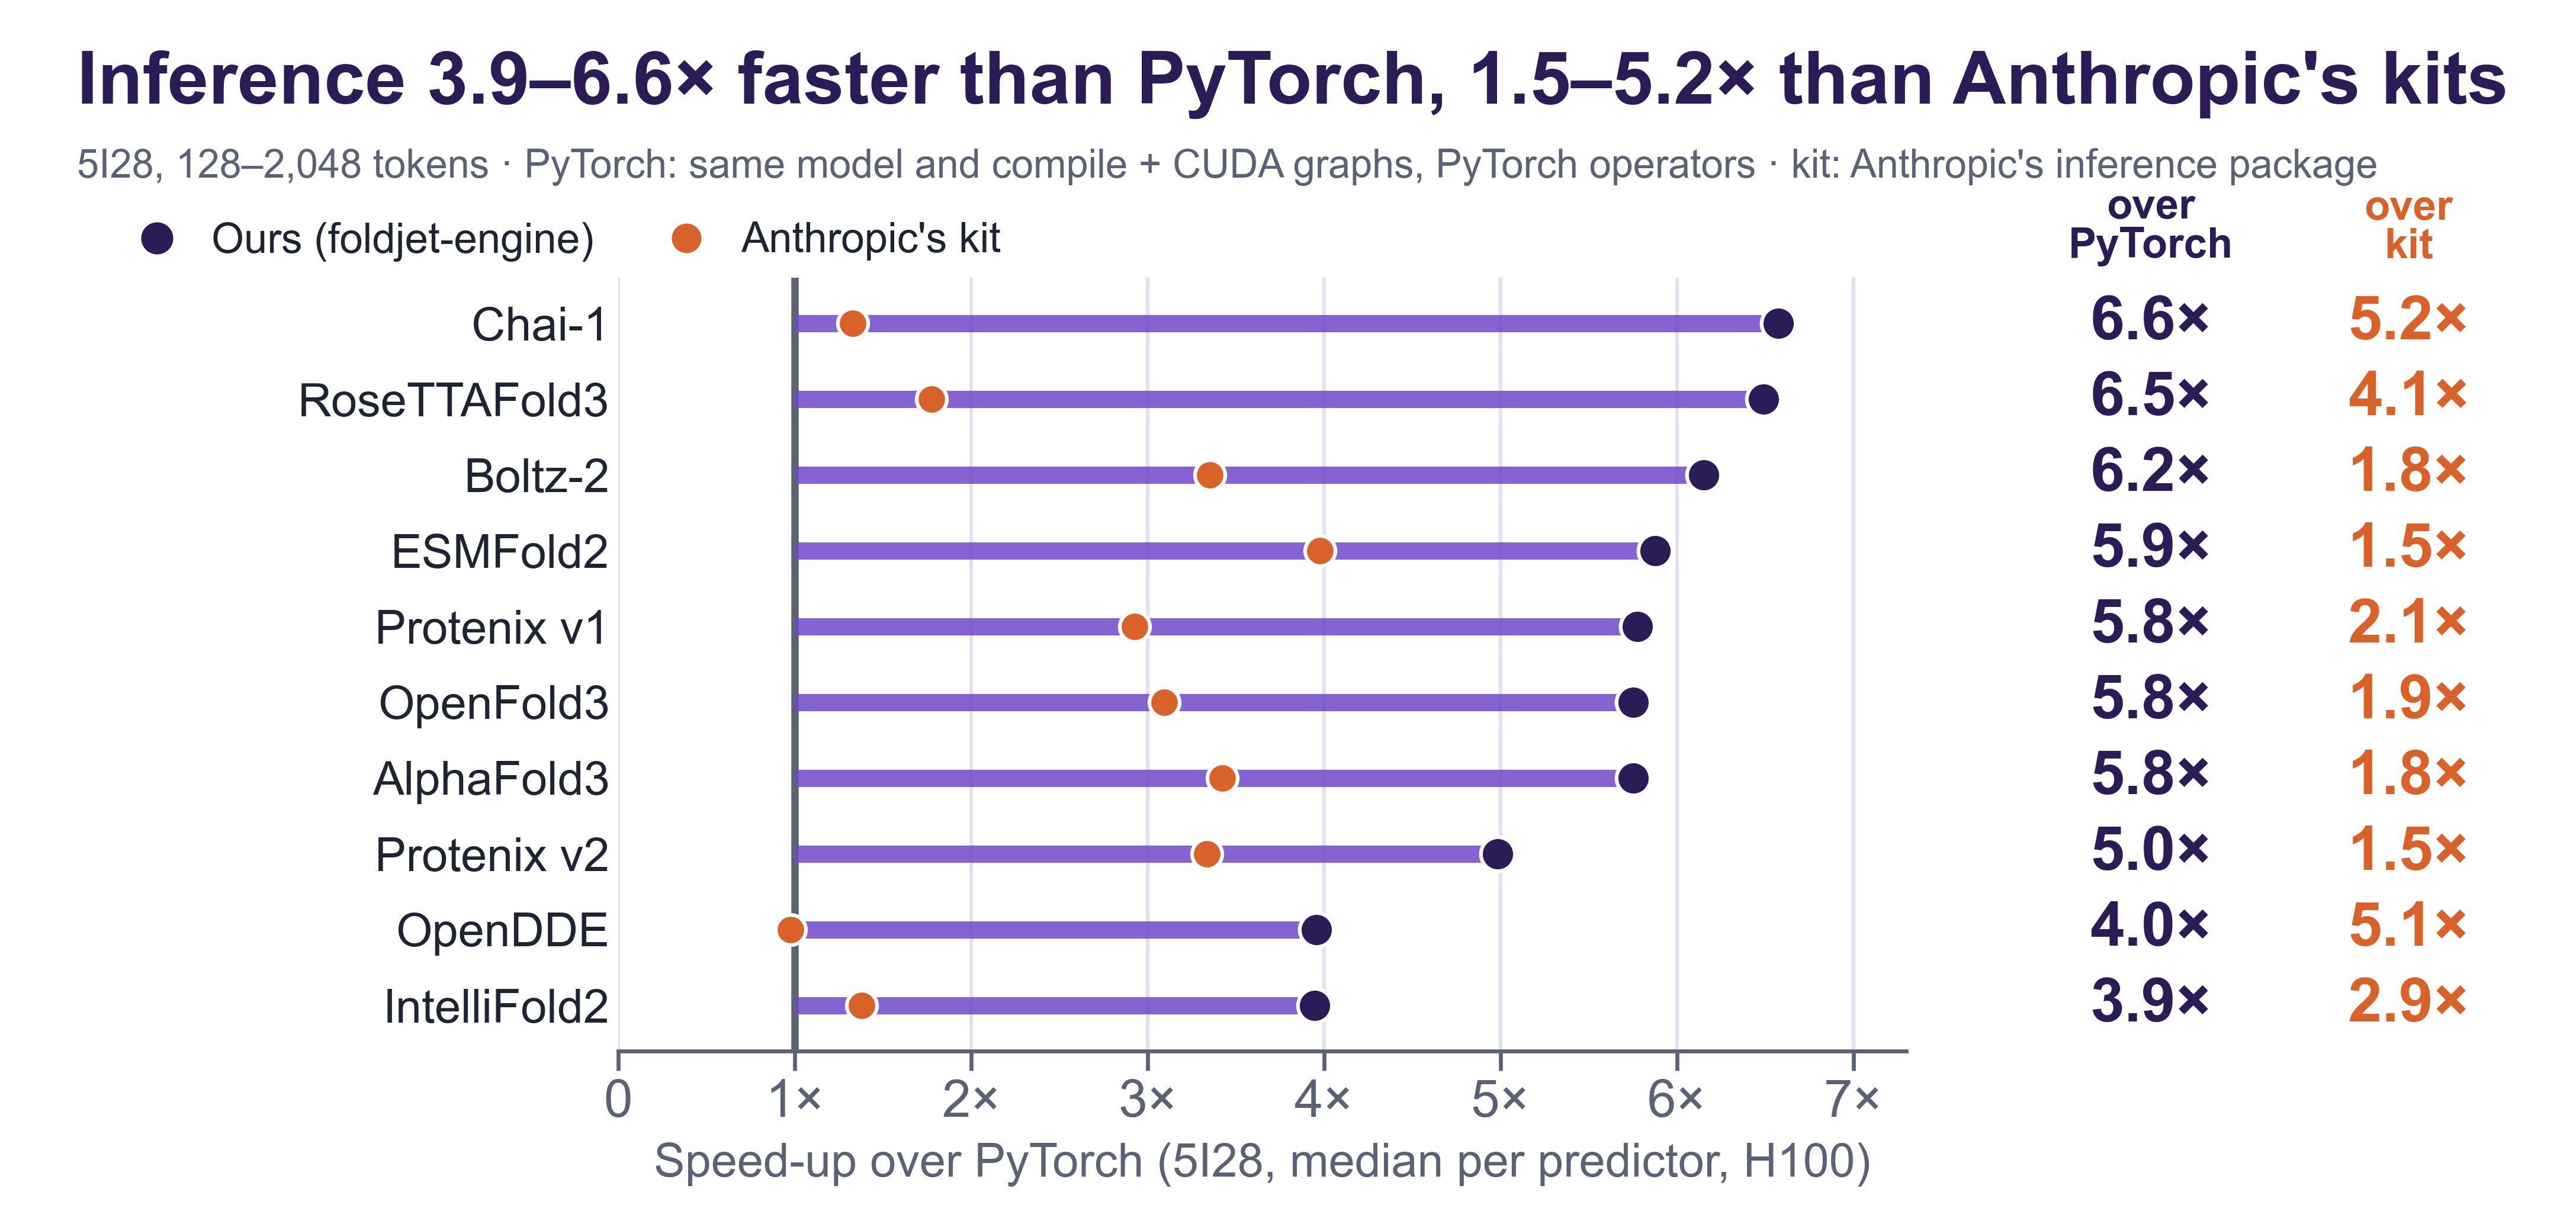 Inference 3.9–6.6× faster than PyTorch, 1.5–5.2× than Anthropic's kits
5I28, 128–2,048 tokens · PyTorch: same model and compile + CUDA graphs, PyTorch operators · kit: Anthropic's inference package
Ours (foldjet-engine) Anthropic's kit
over PyTorch
over kit
Chai-1 6.6× 5.2×
RoseTTAFold3 6.5× 4.1×
Boltz-2 6.2× 1.8×
ESMFold2 5.9× 1.5×
Protenix v1 5.8× 2.1×
OpenFold3 5.8× 1.9×
AlphaFold3 5.8× 1.8×
Protenix v2 5.0× 1.5×
OpenDDE 4.0× 5.1×
IntelliFold2 3.9× 2.9×
0 1× 2× 3× 4× 5× 6× 7×
Speed-up over PyTorch (5I28, median per predictor, H100)